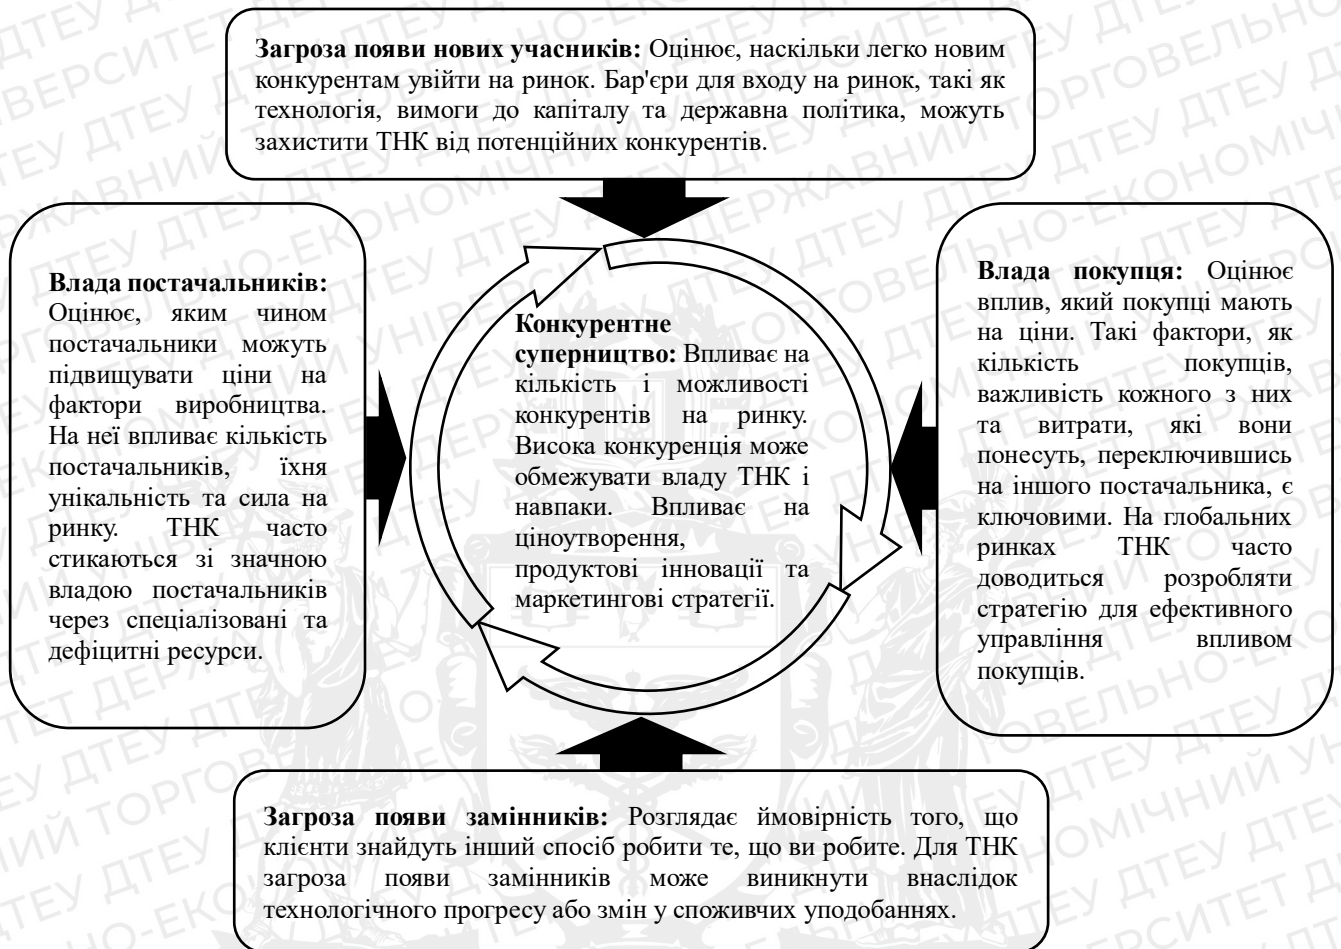 Загроза появи нових учасників: Оцінює, наскільки легко новим
конкурентам увійти на ринок. Бар'єри для входу на ринок, такі як
технологія, вимоги до капіталу та державна політика, можуть
захистити ТНК від потенційних конкурентів.
Влада постачальників:
Оцінює, яким чином
постачальники можуть
підвищувати ціни на
фактори виробництва.
На неї впливає кількість
постачальників, їхня
унікальність та сила на
ринку. ТНК часто
стикаються зі значною
владою постачальників
через спеціалізовані та
дефіцитні ресурси.
Конкурентне
суперництво: Впливає на
кількість і можливості
конкурентів на ринку.
Висока конкуренція може
обмежувати владу ТНК і
навпаки. Впливає на
ціноутворення,
продуктові інновації та
маркетингові стратегії.
Влада покупця: Оцінює
вплив, який покупці мають
на ціни. Такі фактори, як
кількість покупців,
важливість кожного з них
та витрати, які вони
понесуть, переключившись
на іншого постачальника, є
ключовими. На глобальних
ринках ТНК часто
доводиться розробляти
стратегію для ефективного
управління впливом
покупців.
Загроза появи замінників: Розглядає ймовірність того, що
клієнти знайдуть інший спосіб робити те, що ви робите. Для ТНК
загроза появи замінників може виникнути внаслідок
технологічного прогресу або змін у споживчих уподобаннях.